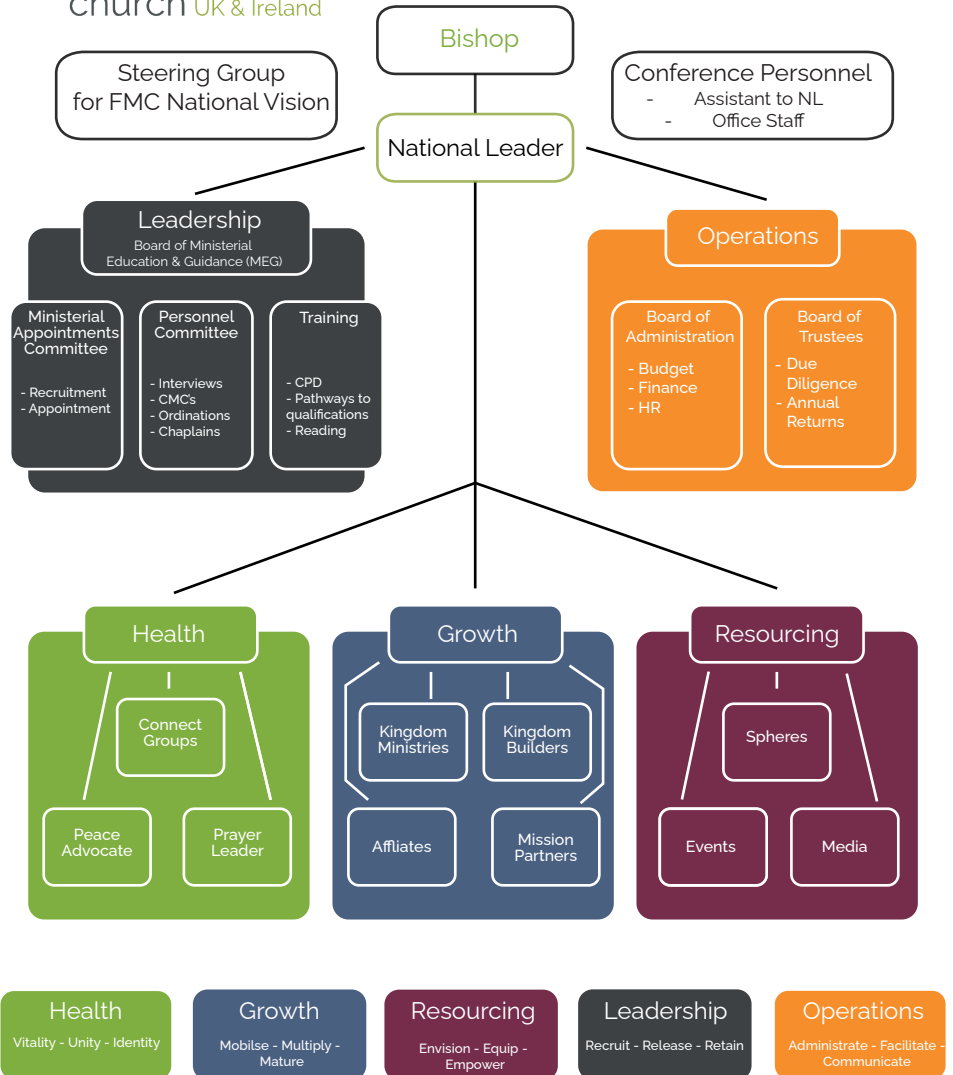 church UK & Ireland
Bishop
Steering Group
for FMC National Vision
Conference Personnel
- Assistant to NL
- Office Staff
National Leader
Leadership
Board of Ministerial
Education & Guidance (MEG)
Ministerial
Appointments
Committee
- Recruitment
- Appointment
Personnel
Committee
- Interviews
- CMC's
- Ordinations
- Chaplains
Training
- CPD
- Pathways to
qualifications
- Reading
Operations
Board of
Administration
- Budget
- Finance
- HR
Board of
Trustees
- Due
Diligence
- Annual
Returns
Health
Connect
Groups
Peace
Advocate
Prayer
Leader
Growth
Kingdom
Ministries
Kingdom
Builders
Affliates
Mission
Partners
Resourcing
Spheres
Events
Media
Health
Vitality - Unity - Identity
Growth
Mobilse - Multiply -
Mature
Resourcing
Envision - Equip -
Empower
Leadership
Recruit - Release - Retain
Operations
Administrate - Facilitate -
Communicate